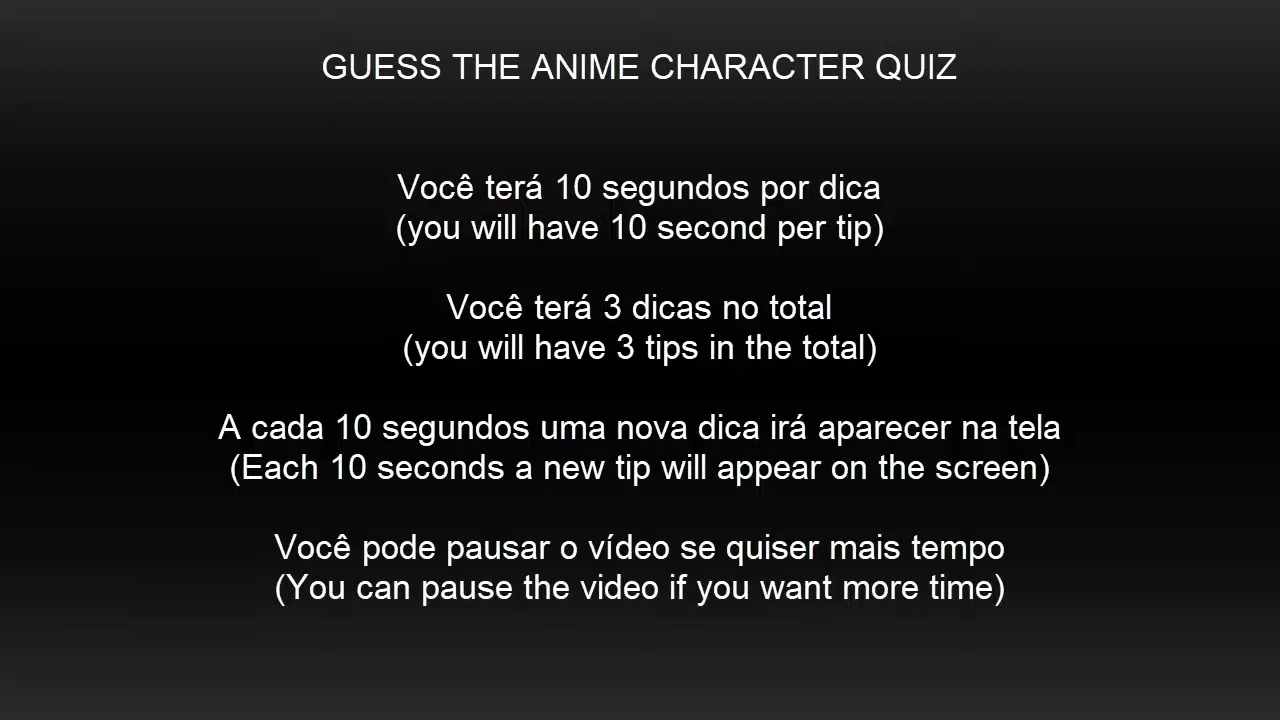 GUESS THE ANIME CHARACTER QUIZ
Você terá 10 segundos por dica
(you will have 10 second per tip)
Você terá 3 dicas no total
(you will have 3 tips in the total)
A cada 10 segundos uma nova dica irá aparecer na tela
(Each 10 seconds a new tip will appear on the screen)
Você pode pausar o vídeo se quiser mais tempo
(You can pause the video if you want more time)